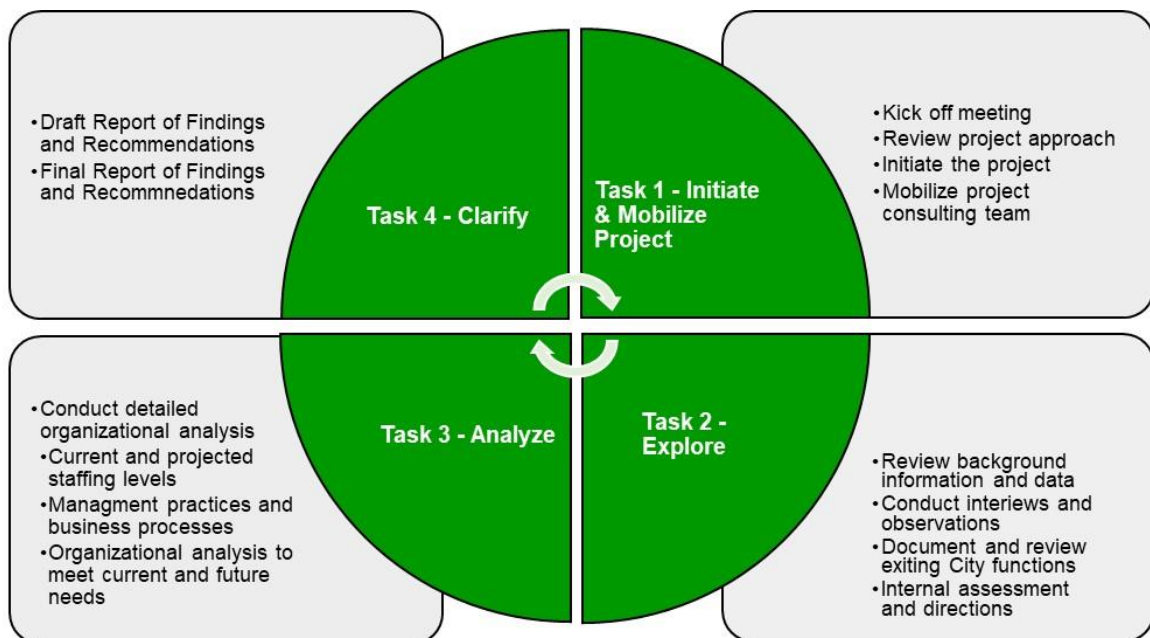 •Draft Report of Findings
and Recommendations
•Final Report of Findings
and Recommnedations
Task 4 - Clarify
Task 1 - Initiate
& Mobilize
Project
•Kick off meeting
•Review project approach
•Initiate the project
•Mobilize project
consulting team
•Conduct detailed
organizational analysis
•Current and projected
staffing levels
•Managment practices and
business processes
•Organizational analysis to
meet current and future
needs
Task 3 - Analyze
Task 2 -
Explore
•Review background
information and data
•Conduct interiews and
observations
•Document and review
exiting City functions
•Internal assessment
and directions